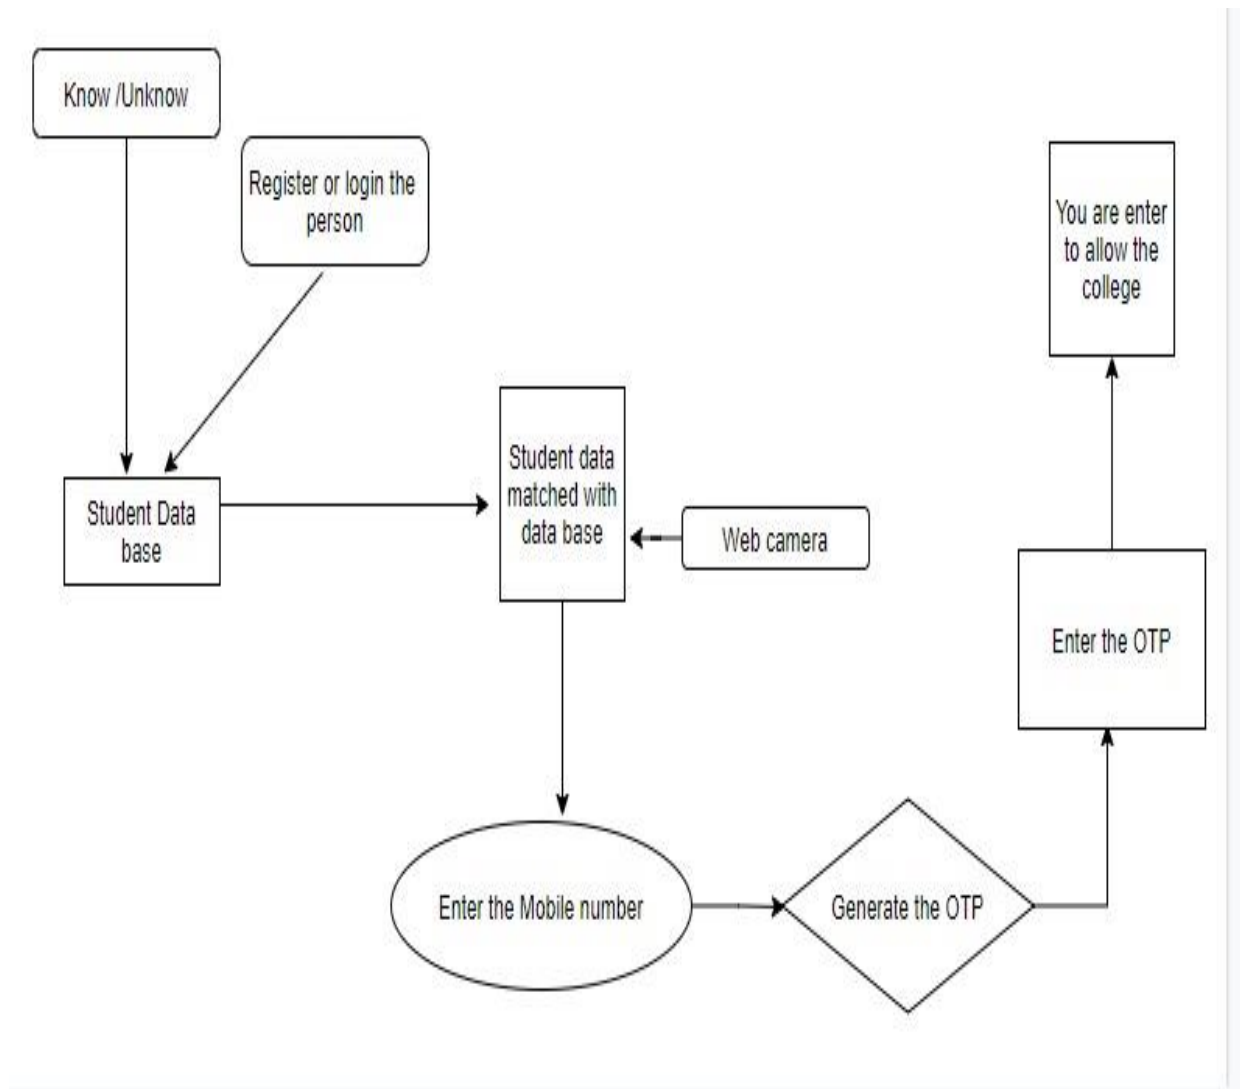 Know /Unknow
Register or login the
person
You are enter
to allow the
college
Student Data
base
Student data
matched with
data base
Web camera
Enter the OTP
Enter the Mobile number
Generate the OTP